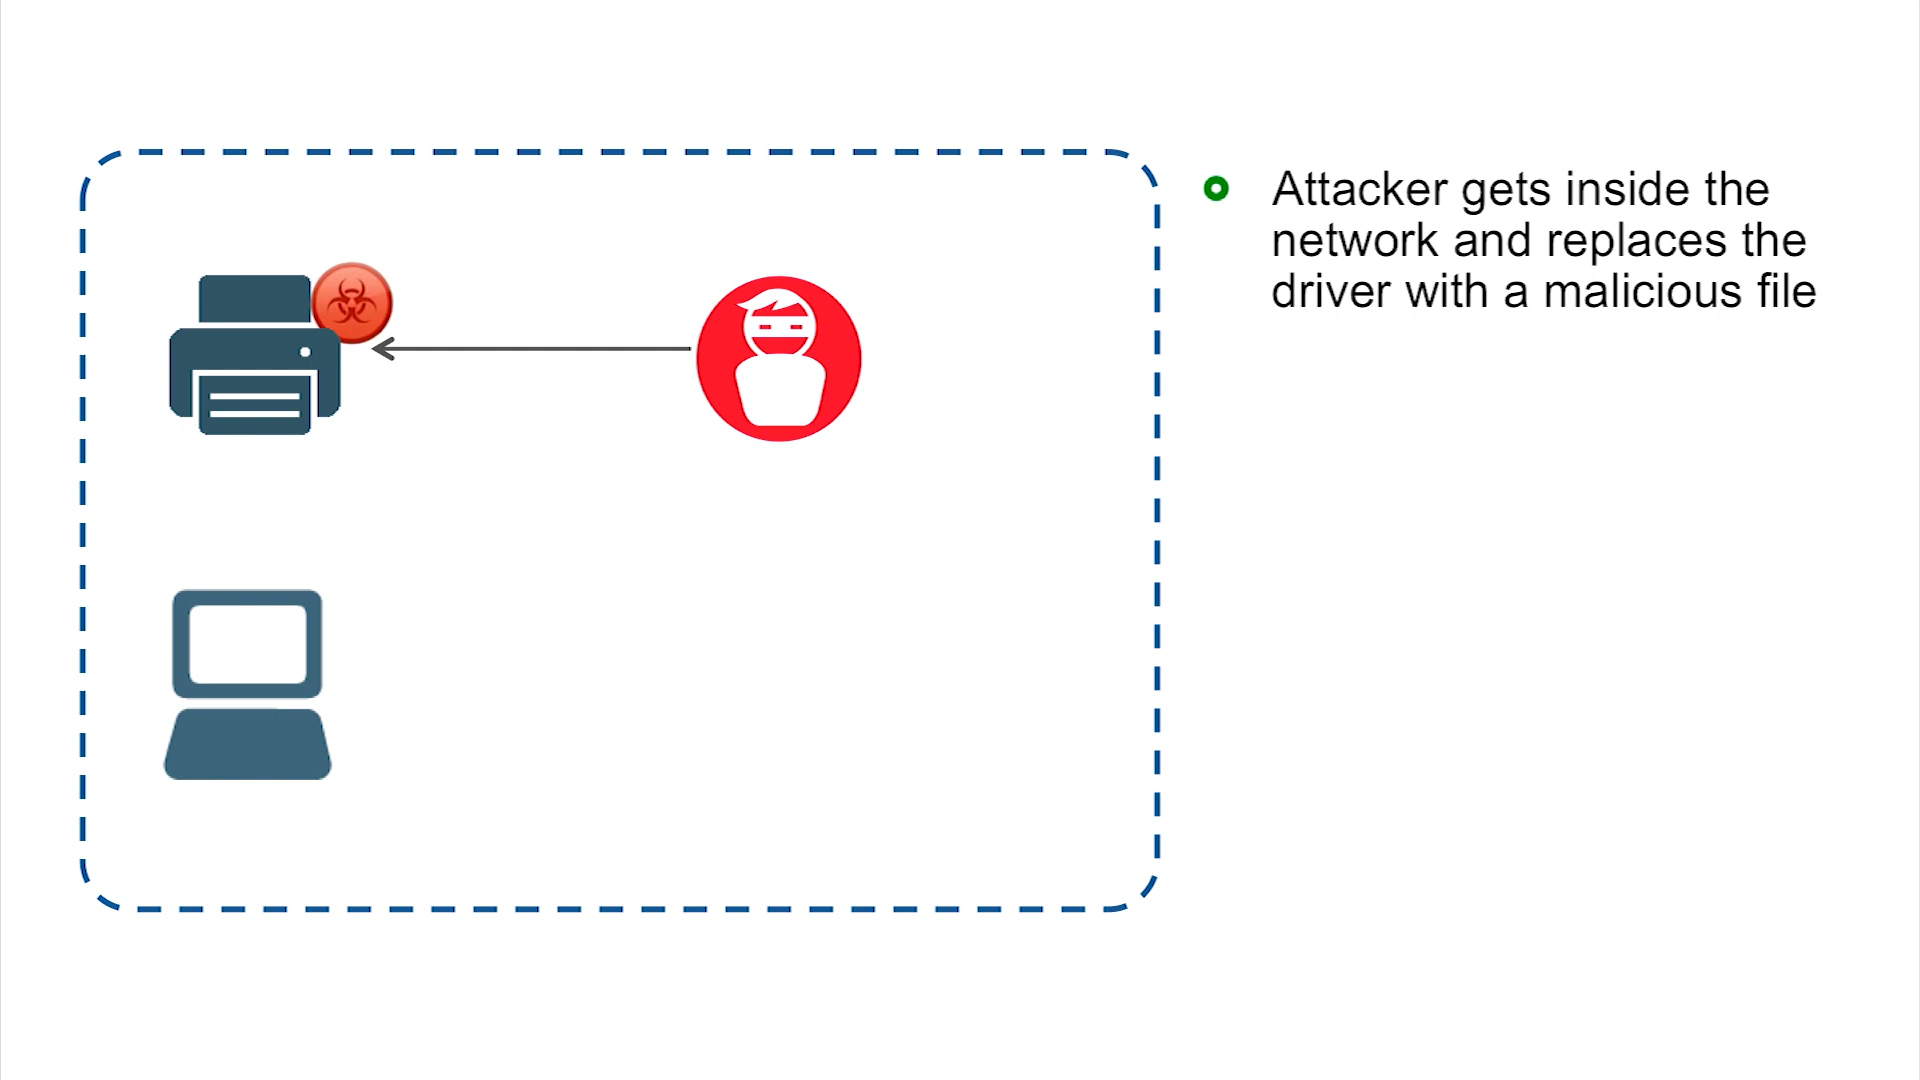 Attacker gets inside the
network and replaces the
driver with a malicious file